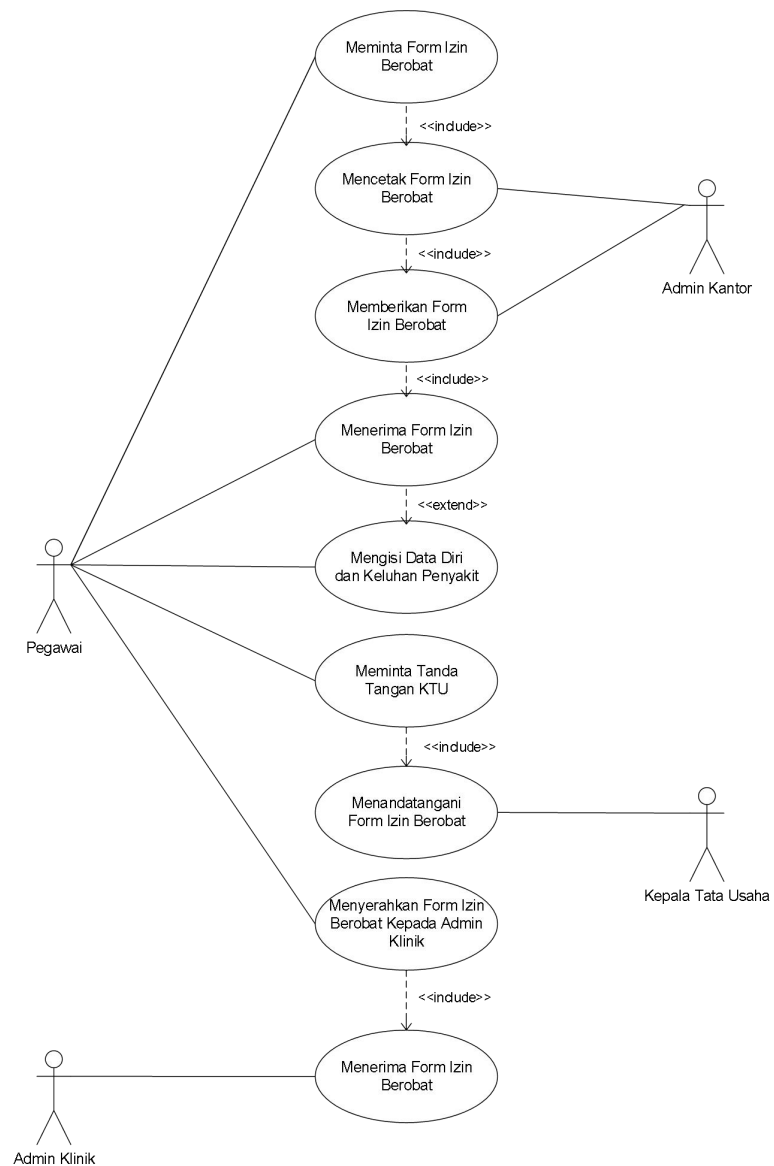 Meminta Form Izin
Berobat
<<include>>
Mencetak Form Izin
Berobat
Admin Kantor
<<include>>
Memberikan Form
Izin Berobat
<<include>>
Menerima Form Izin
Berobat
<<extend>>
Mengisi Data Diri
dan Keluhan Penyakit
Pegawai
Meminta Tanda
Tangan KTU
<<include>>
Menandatangani
Form Izin Berobat
Kepala Tata Usaha
Menyerahkan Form Izin
Berobat Kepada Admin
Klinik
<<include>>
Menerima Form Izin
Berobat
Admin Klinik